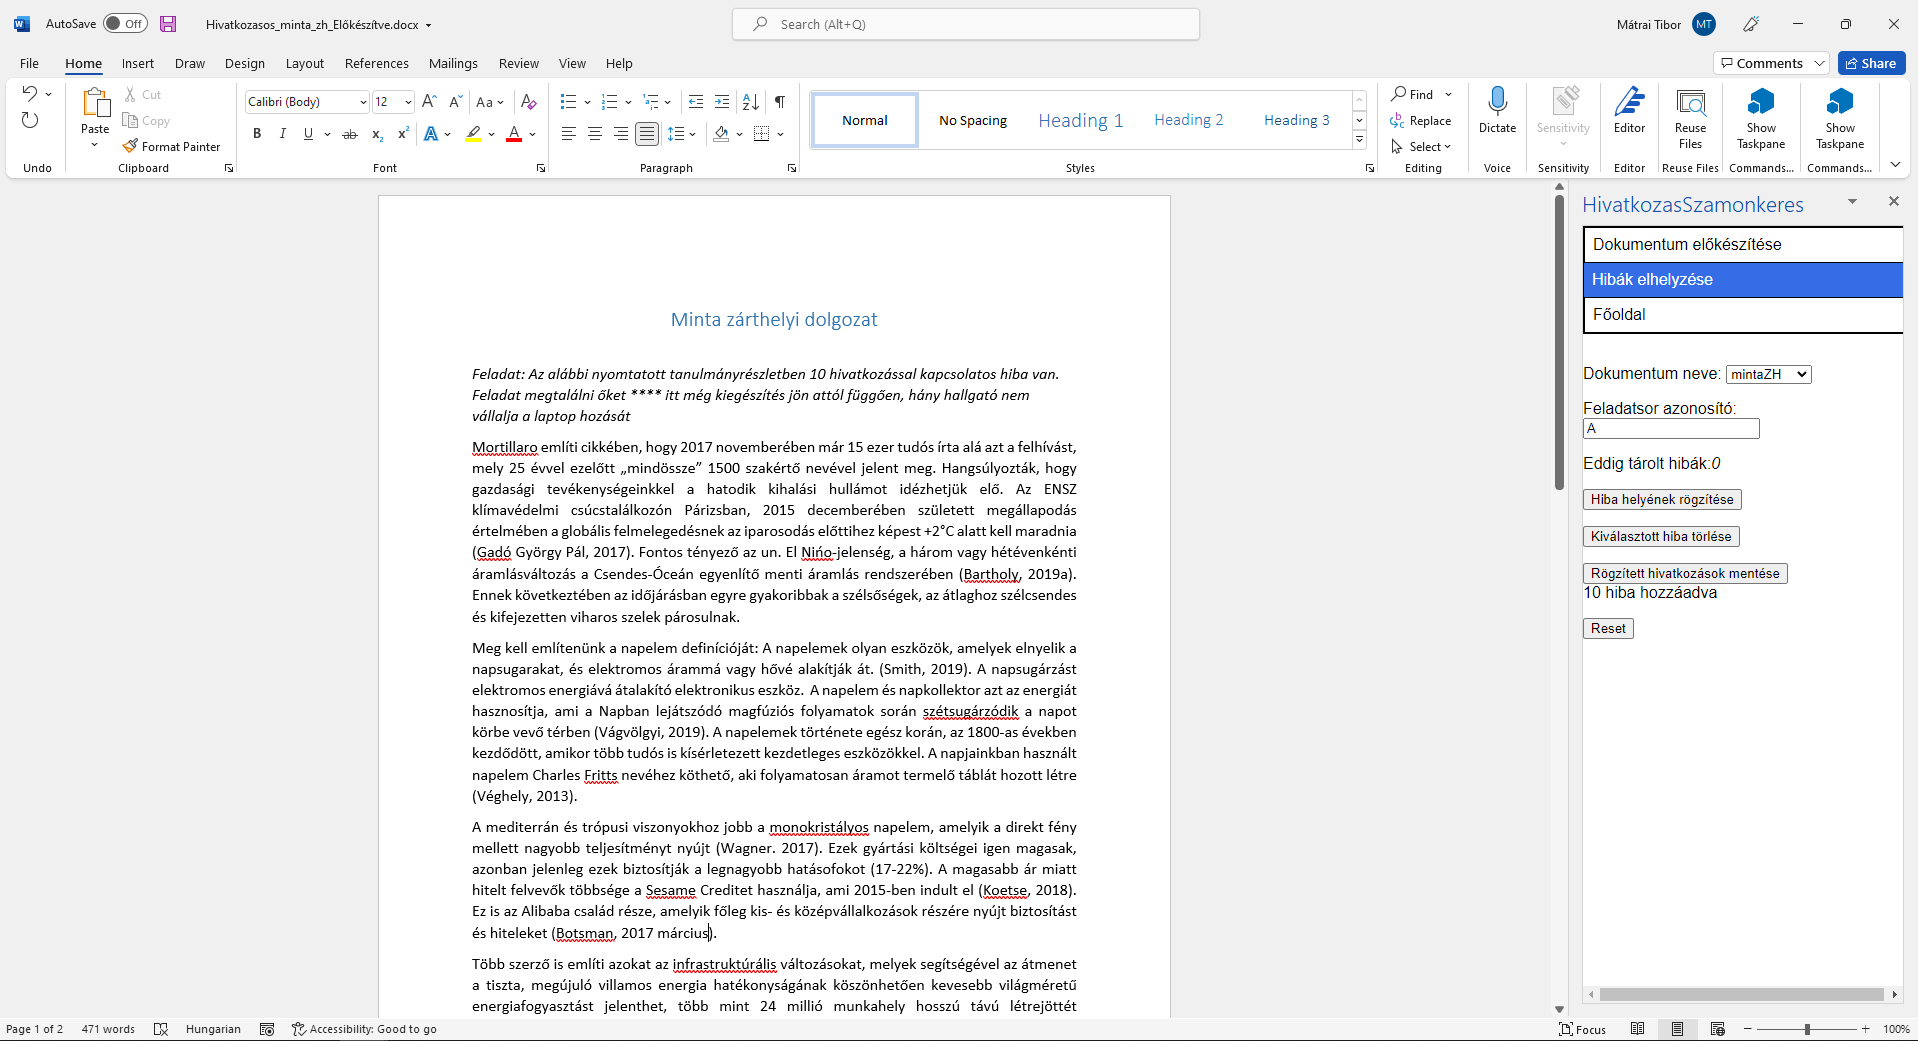 AutoSave Off Hivatkozasos_minta_zh_Előkészítve.docx Search (Alt+Q) Mátrai Tibor MT
File Home Insert Draw Design Layout References Mailings Review View Help Comments Share
Cut
Copy
Format Painter
Paste
Calibri (Body) 12 Aa
B I U ab x₂ x² A A
Normal No Spacing Heading 1 Heading 2 Heading 3
Find
Replace
Select
Dictate
Sensitivity
Editor
Reuse Files
Show Taskpane
Show Taskpane
Undo Clipboard Font Paragraph Styles Editing Voice Sensitivity Editor Reuse Files Commands... Commands...
Minta zárthelyi dolgozat
Feladat: Az alábbi nyomtatott tanulmányrészletben 10 hivatkozással kapcsolatos hiba van.
Feladat megtalálni őket **** itt még kiegészítés jön attól függően, hány hallgató nem
vállalja a laptop hozását
Mortillaro említi cikkében, hogy 2017 novemberében már 15 ezer tudós írta alá azt a felhívást,
mely 25 évvel ezelőtt „mindössze” 1500 szakértő nevével jelent meg. Hangsúlyozták, hogy
gazdasági tevékenységeinkkel a hatodik kihalási hullámot idézhetjük elő. Az ENSZ
klímavédelmi csúcstalálkozón Párizsban, 2015 decemberében született megállapodás
értelmében a globális felmelegedésnek az iparosodás előttihez képest +2°C alatt kell maradnia
(Gadó György Pál, 2017). Fontos tényező az un. El Nińo-jelenség, a három vagy hétévenkénti
áramlásváltozás a Csendes-Óceán egyenlítő menti áramlás rendszerében (Bartholy, 2019a).
Ennek következtében az időjárásban egyre gyakoribbak a szélsőségek, az átlaghoz szélcsendes
és kifejezetten viharos szelek párosulnak.
Meg kell említenünk a napelem definícióját: A napelemek olyan eszközök, amelyek elnyelik a
napsugarakat, és elektromos árammá vagy hővé alakítják át. (Smith, 2019). A napsugárzást
elektromos energiává átalakító elektronikus eszköz. A napelem és napkollektor azt az energiát
hasznosítja, ami a Napban lejátszódó magfúziós folyamatok során szétsugárzódik a napot
körbe vevő térben (Vágvölgyi, 2019). A napelemek története egész korán, az 1800-as években
kezdődött, amikor több tudós is kísérletezett kezdetleges eszközökkel. A napjainkban használt
napelem Charles Fritts nevéhez köthető, aki folyamatosan áramot termelő táblát hozott létre
(Véghely, 2013).
A mediterrán és trópusi viszonyokhoz jobb a monokristályos napelem, amelyik a direkt fény
mellett nagyobb teljesítményt nyújt (Wagner. 2017). Ezek gyártási költségei igen magasak,
azonban jelenleg ezek biztosítják a legnagyobb hatásofokot (17-22%). A magasabb ár miatt
hitelt felvevők többsége a Sesame Creditet használja, ami 2015-ben indult el (Koetse, 2018).
Ez is az Alibaba család része, amelyik főleg kis- és középvállalkozások részére nyújt biztosítást
és hiteleket (Botsman, 2017 március).
Több szerző is említi azokat az infrastruktúrális változásokat, melyek segítségével az átmenet
a tiszta, megújuló villamos energia hatékonyságának köszönhetően kevesebb világméretű
energiafogyasztást jelenthet, több mint 24 millió munkahely hosszú távú létrejöttét
HivatkozasSzamonkeres
Dokumentum előkészítése
Hibák elhelyzése
Főoldal
Dokumentum neve: mintaZH
Feladatsor azonosító:
A
Eddig tárolt hibák:0
Hiba helyének rögzítése
Kiválasztott hiba törlése
Rögzített hivatkozások mentése
10 hiba hozzáadva
Reset
Page 1 of 2 471 words Hungarian Accessibility: Good to go Focus 100%